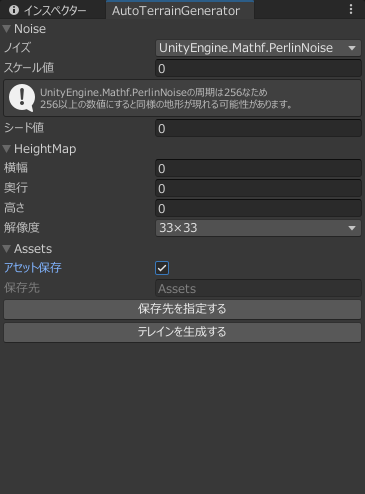 インスペクター AutoTerrainGenerator
Noise
ノイズ UnityEngine.Mathf.PerlinNoise
スケール値 0
UnityEngine.Mathf.PerlinNoiseの周期は256なため
256以上の数値にすると同様の地形が現れる可能性があります。
シード値 0
HeightMap
横幅 0
奥行 0
高さ 0
解像度 33×33
Assets
アセット保存
保存先 Assets
保存先を指定する
テレインを生成する